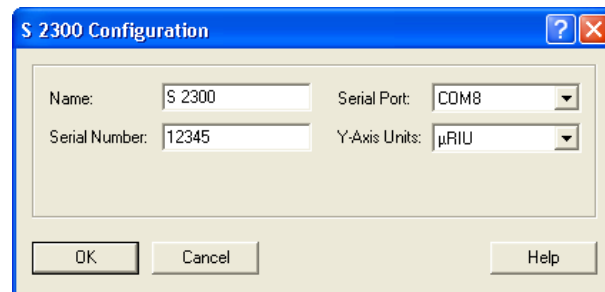 S 2300 Configuration
Name: S 2300 Serial Port: COM8
Serial Number: 12345 Y-Axis Units: µRIU
OK Cancel Help